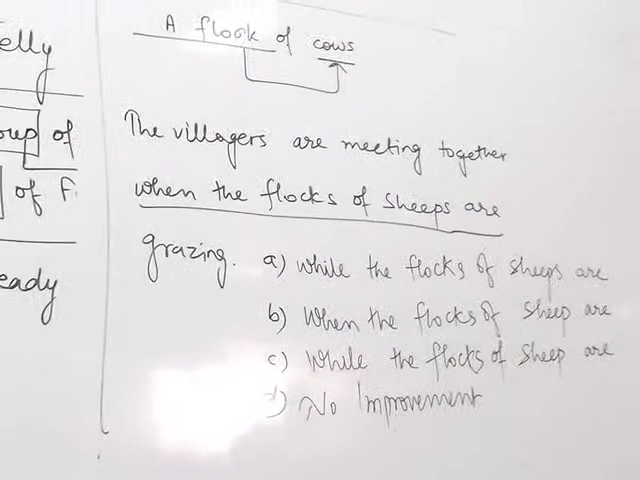 elly
oup of
of F
eady
A flook of cows
The villagers are meeting together
when the flocks of sheeps are
grazing.
a) while the flocks of sheeps are
b) When the flocks of sheep are
c) While the flocks of sheep are
d) No Improvement